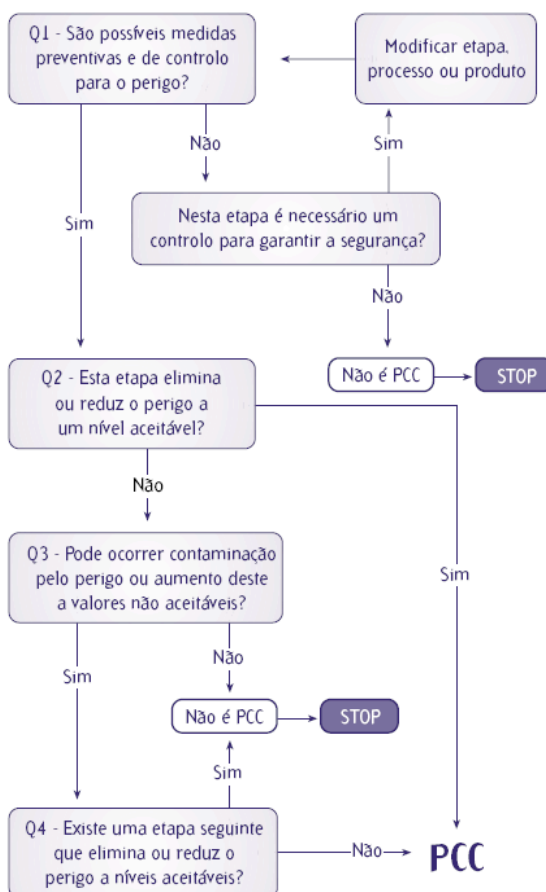 Q1 - São possíveis medidas
preventivas e de controlo
para o perigo?
Modificar etapa,
processo ou produto
Não
Sim
Sim
Nesta etapa é necessário um
controlo para garantir a segurança?
Não
Não é PCC
STOP
Q2 - Esta etapa elimina
ou reduz o perigo a
um nível aceitável?
Não
Sim
Q3 - Pode ocorrer contaminação
pelo perigo ou aumento deste
a valores não aceitáveis?
Sim
Não
Não é PCC
STOP
Sim
Q4 - Existe uma etapa seguinte
que elimina ou reduz o
perigo a níveis aceitáveis?
Não
PCC